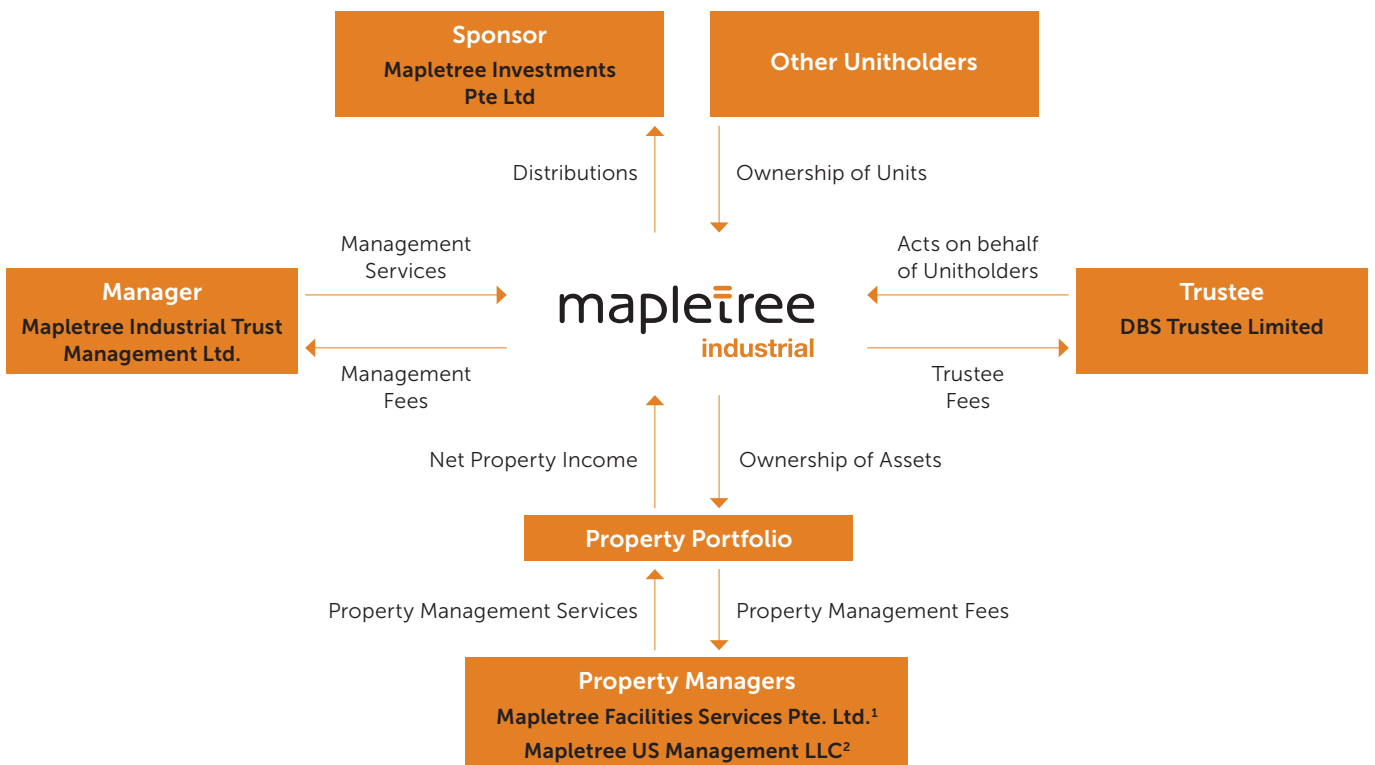 Sponsor
Mapletree Investments
Pte Ltd
Other Unitholders
Distributions
Ownership of Units
Management
Services
Acts on behalf
of Unitholders
Manager
Mapletree Industrial Trust
Management Ltd.
mapletree
industrial
Trustee
DBS Trustee Limited
Management
Fees
Trustee
Fees
Net Property Income
Ownership of Assets
Property Portfolio
Property Management Services
Property Management Fees
Property Managers
Mapletree Facilities Services Pte. Ltd.¹
Mapletree US Management LLC²